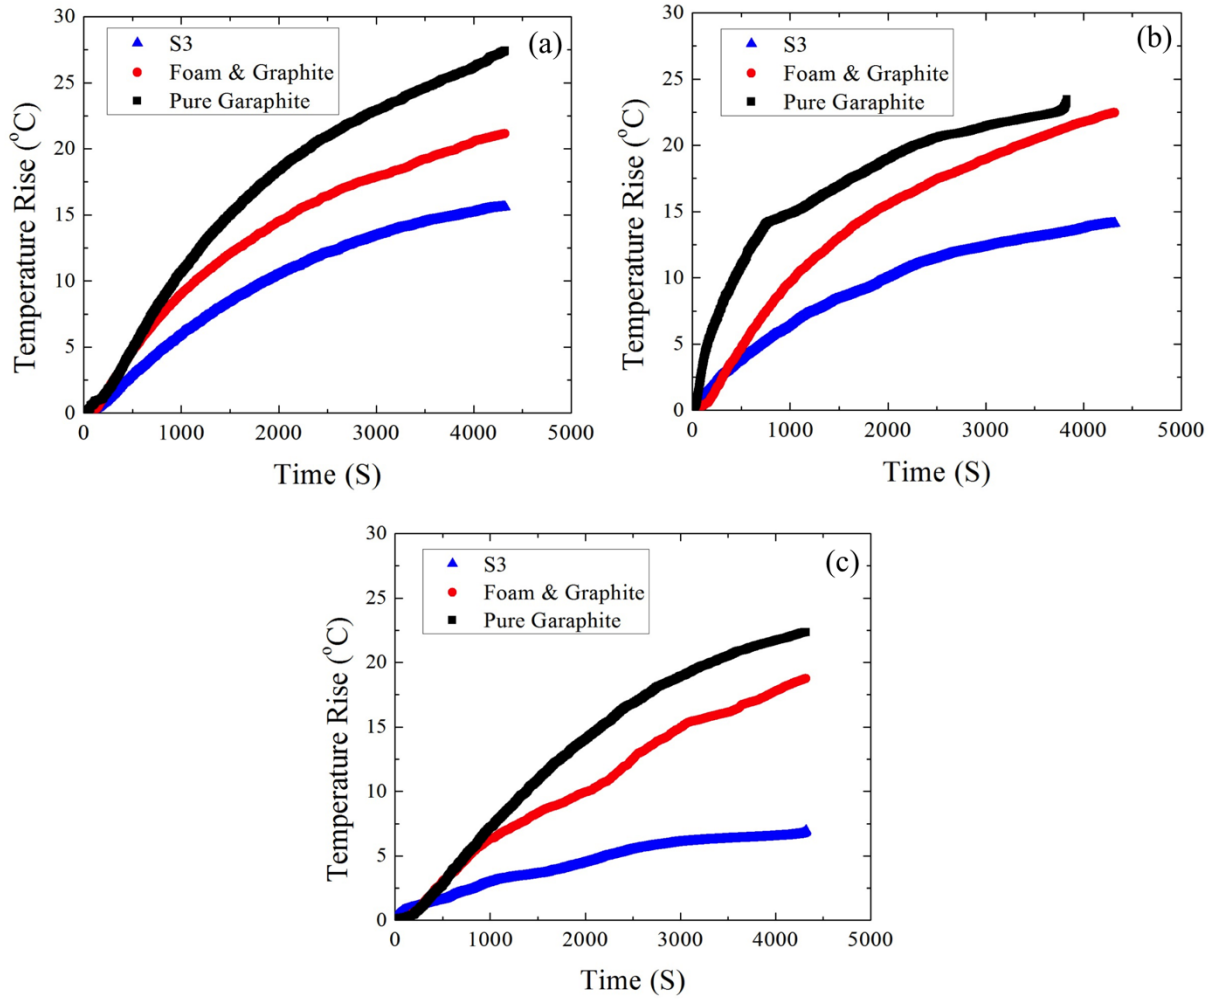 30
25
20
15
10
5
0
Temperature Rise (°C)
S3
Foam & Graphite
Pure Garaphite
(a)
0 1000 2000 3000 4000 5000
Time (S)
30
25
20
15
10
5
0
Temperature Rise (°C)
S3
Foam & Graphite
Pure Garaphite
(b)
0 1000 2000 3000 4000 5000
Time (S)
30
25
20
15
10
5
0
Temperature Rise (°C)
S3
Foam & Graphite
Pure Garaphite
(c)
0 1000 2000 3000 4000 5000
Time (S)